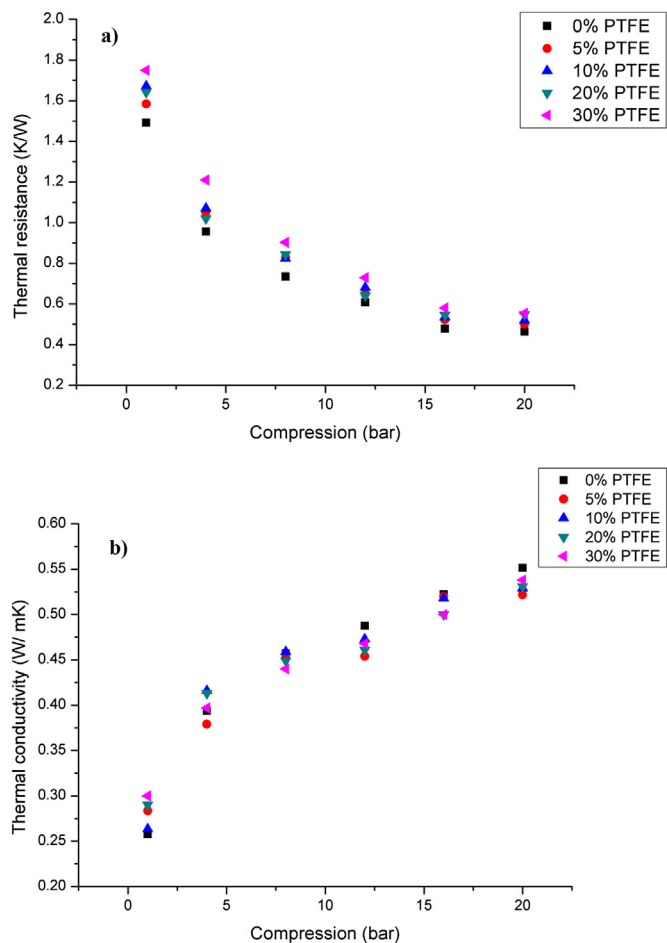 a)
0% PTFE
5% PTFE
10% PTFE
20% PTFE
30% PTFE
2.0
1.8
1.6
1.4
1.2
1.0
0.8
0.6
0.4
0.2
Thermal resistance (K/W)
0 5 10 15 20
Compression (bar)
b)
0% PTFE
5% PTFE
10% PTFE
20% PTFE
30% PTFE
0.60
0.55
0.50
0.45
0.40
0.35
0.30
0.25
0.20
Thermal conductivity (W/ mK)
0 5 10 15 20
Compression (bar)